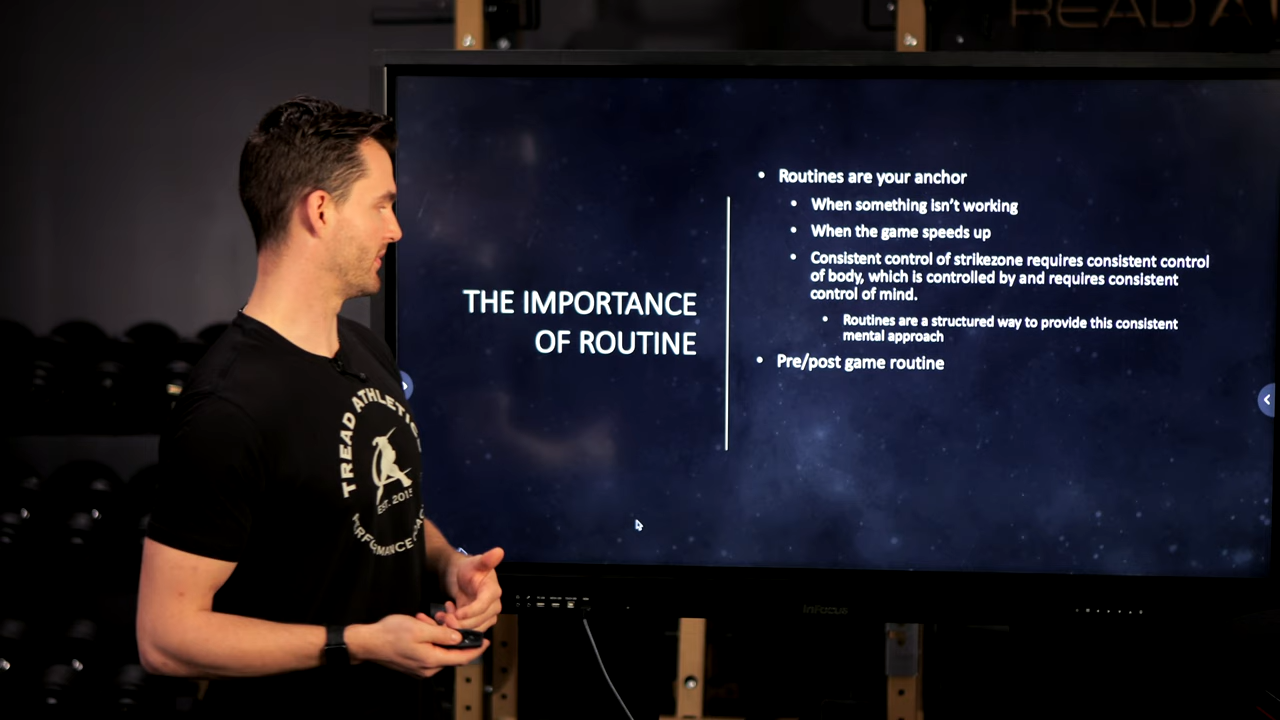 THE IMPORTANCE
OF ROUTINE
• Routines are your anchor
• When something isn't working
• When the game speeds up
• Consistent control of strikezone requires consistent control
of body, which is controlled by and requires consistent
control of mind.
• Routines are a structured way to provide this consistent
mental approach
• Pre/post game routine
TREAD ATHLETICS
EST. 2015
PERFORMANCE
InFocus